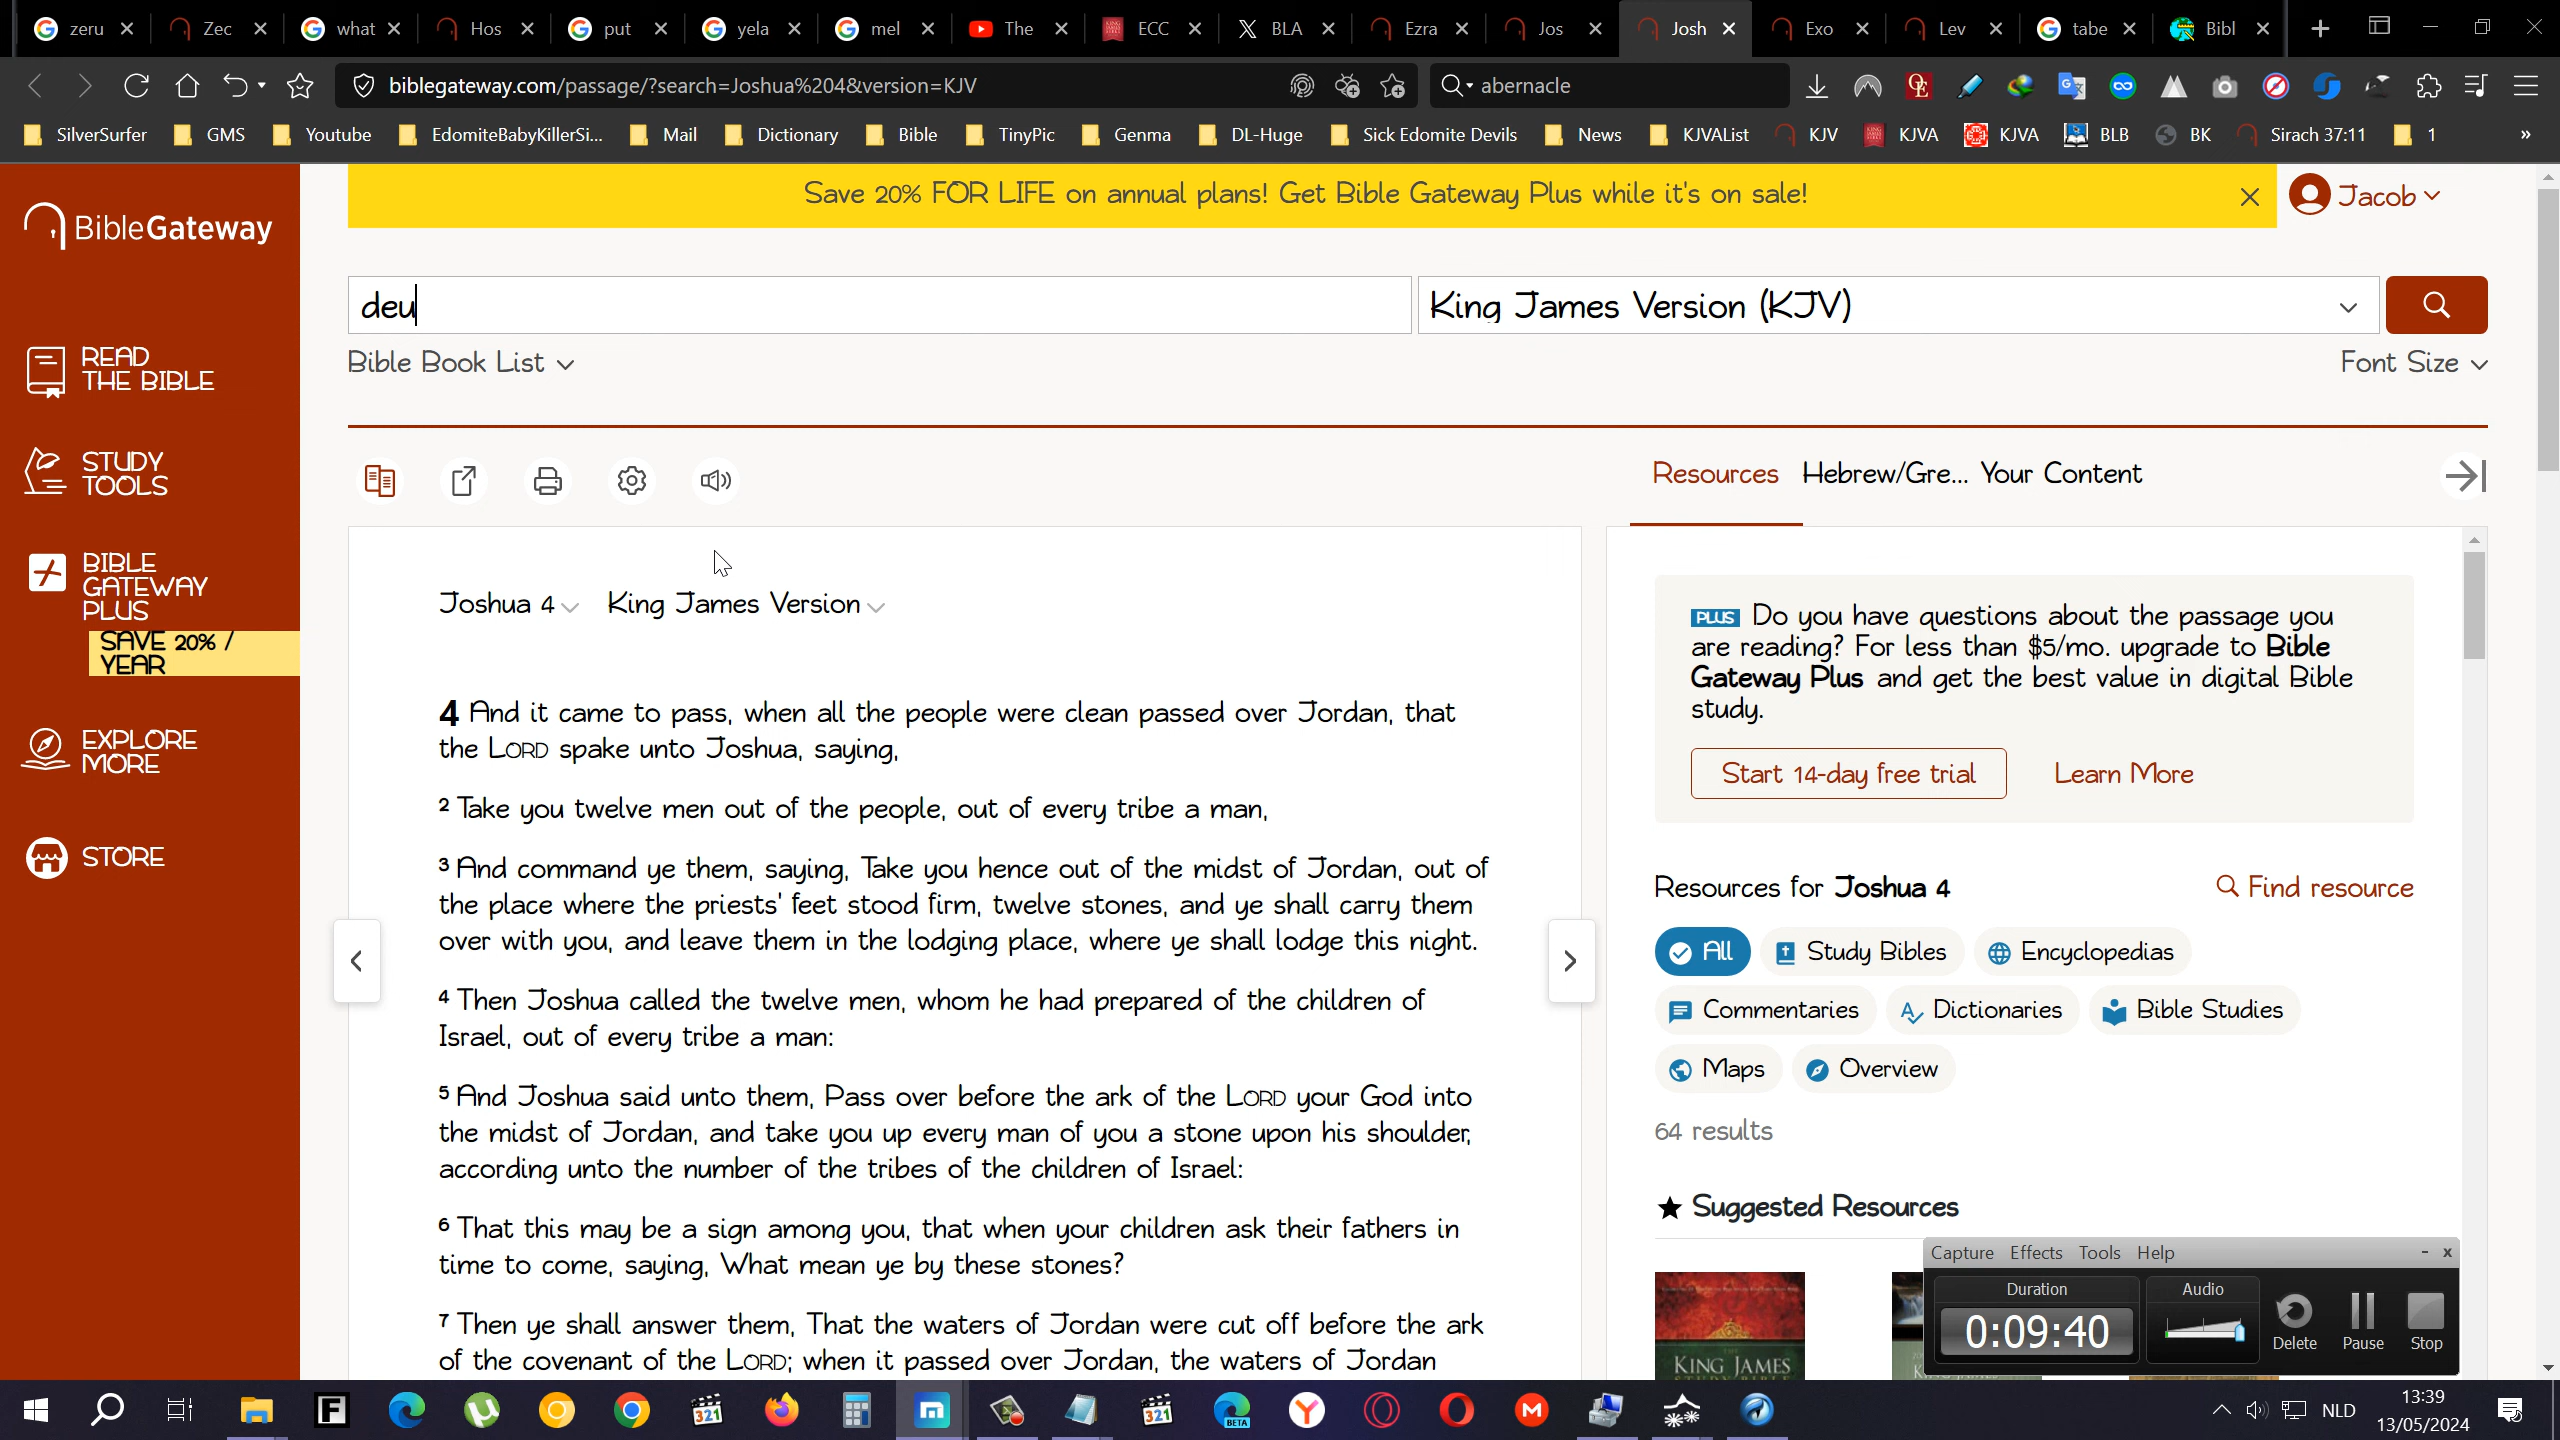 zeru
Zec
what
Hos
put
yela
mel
The
ECC
BLA
Ezra
Jos
Josh
Exo
Lev
tabe
Bibl
biblegateway.com/passage/?search=Joshua%204&version=KJV
abernacle
SilverSurfer
GMS
Youtube
EdomiteBabyKillerSi...
Mail
Dictionary
Bible
TinyPic
Genma
DL-Huge
Sick Edomite Devils
News
KJVAList
KJV
KJVA
KJVA
BLB
BK
Sirach 37:11
1
Save 20% FOR LIFE on annual plans! Get Bible Gateway Plus while it's on sale!
Jacob
BibleGateway
deu
King James Version (KJV)
Bible Book List
Font Size
READ
THE BIBLE
STUDY
TOOLS
BIBLE
GATEWAY
PLUS
SAVE 20% /
YEAR
EXPLORE
MORE
STORE
Resources
Hebrew/Gre...
Your Content
Joshua 4
King James Version
4 And it came to pass, when all the people were clean passed over Jordan, that
the LORD spake unto Joshua, saying,
2 Take you twelve men out of the people, out of every tribe a man,
3 And command ye them, saying, Take you hence out of the midst of Jordan, out of
the place where the priests' feet stood firm, twelve stones, and ye shall carry them
over with you, and leave them in the lodging place, where ye shall lodge this night.
4 Then Joshua called the twelve men, whom he had prepared of the children of
Israel, out of every tribe a man:
5 And Joshua said unto them, Pass over before the ark of the LORD your God into
the midst of Jordan, and take you up every man of you a stone upon his shoulder,
according unto the number of the tribes of the children of Israel:
6 That this may be a sign among you, that when your children ask their fathers in
time to come, saying, What mean ye by these stones?
7 Then ye shall answer them, That the waters of Jordan were cut off before the ark
of the covenant of the LORD; when it passed over Jordan, the waters of Jordan
PLUS Do you have questions about the passage you
are reading? For less than $5/mo. upgrade to Bible
Gateway Plus and get the best value in digital Bible
study.
Start 14-day free trial
Learn More
Resources for Joshua 4
Find resource
All
Study Bibles
Encyclopedias
Commentaries
Dictionaries
Bible Studies
Maps
Overview
64 results
Suggested Resources
KING JAMES
Capture Effects Tools Help
Duration
0:09:40
Audio
Delete
Pause
Stop
321
321
BETA
NLD
13:39
13/05/2024